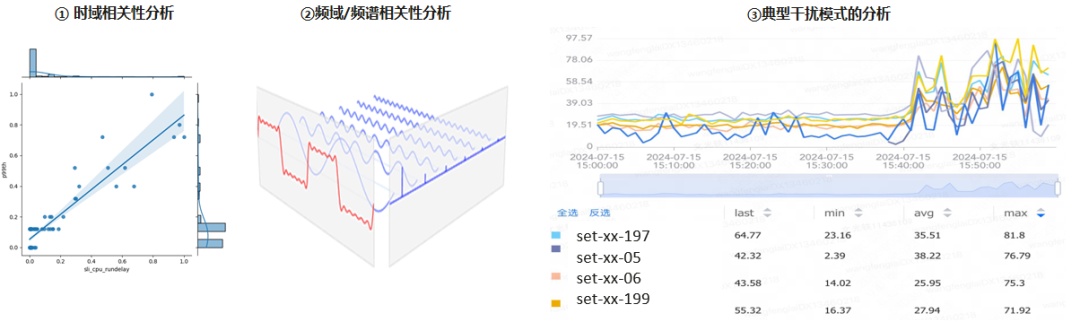 ① 时域相关性分析
②频域/频谱相关性分析
③典型干扰模式的分析
1.0
0.8
0.6
0.4
0.2
0.0
0.0 0.2 0.4 0.6 0.8 1.0
sli_cpu_rundelay
97.57
78.06
58.54
39.03
19.51
0
2024-07-15 2024-07-15 2024-07-15 2024-07-15 2024-07-15 2024-07-15
15:00:00 15:10:00 15:20:00 15:30:00 15:40:00 15:50:00
全选 反选 last min avg max
set-xx-197 64.77 23.16 35.51 81.8
set-xx-05 42.32 2.39 38.22 76.79
set-xx-06 43.58 14.02 25.95 75.3
set-xx-199 55.32 16.37 27.94 71.92